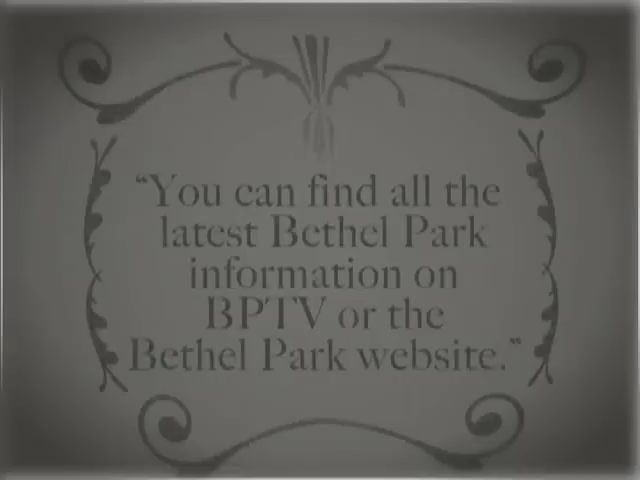 “You can find all the
latest Bethel Park
information on
BPTV or the
Bethel Park website.”